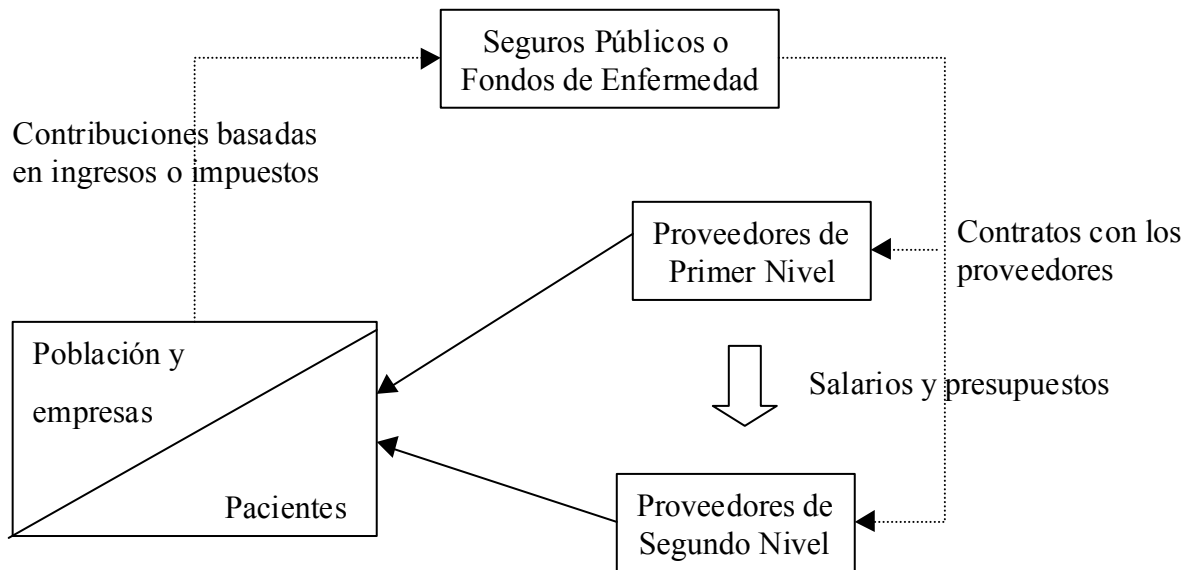 Seguros Públicos o
Fondos de Enfermedad
Contribuciones basadas
en ingresos o impuestos
Proveedores de
Primer Nivel
Contratos con los
proveedores
Población y
empresas
Pacientes
Salarios y presupuestos
Proveedores de
Segundo Nivel